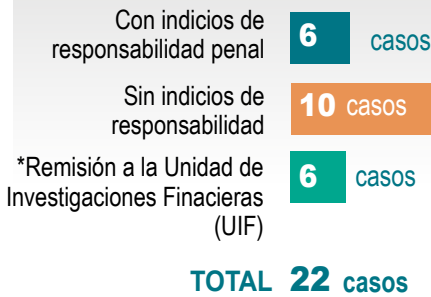 Con indicios de
responsabilidad penal
6 casos
Sin indicios de
responsabilidad
10 casos
*Remisión a la Unidad de
Investigaciones Finacieras
(UIF)
6 casos
TOTAL 22 casos